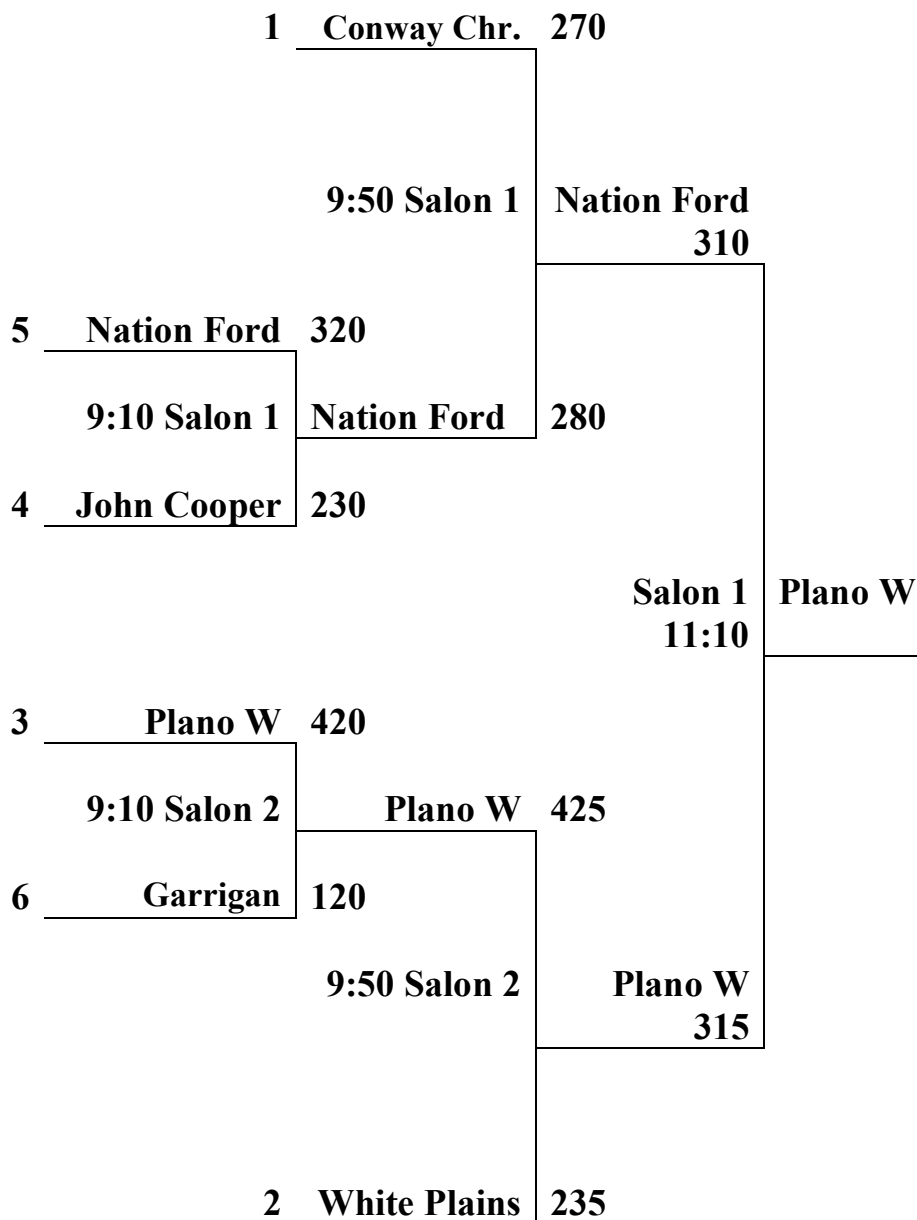 1 Conway Chr. 270
9:50 Salon 1 Nation Ford
310
5 Nation Ford 320
9:10 Salon 1 Nation Ford 280
4 John Cooper 230
Salon 1 Plano W
11:10
3 Plano W 420
9:10 Salon 2 Plano W 425
6 Garrigan 120
9:50 Salon 2 Plano W
315
2 White Plains 235